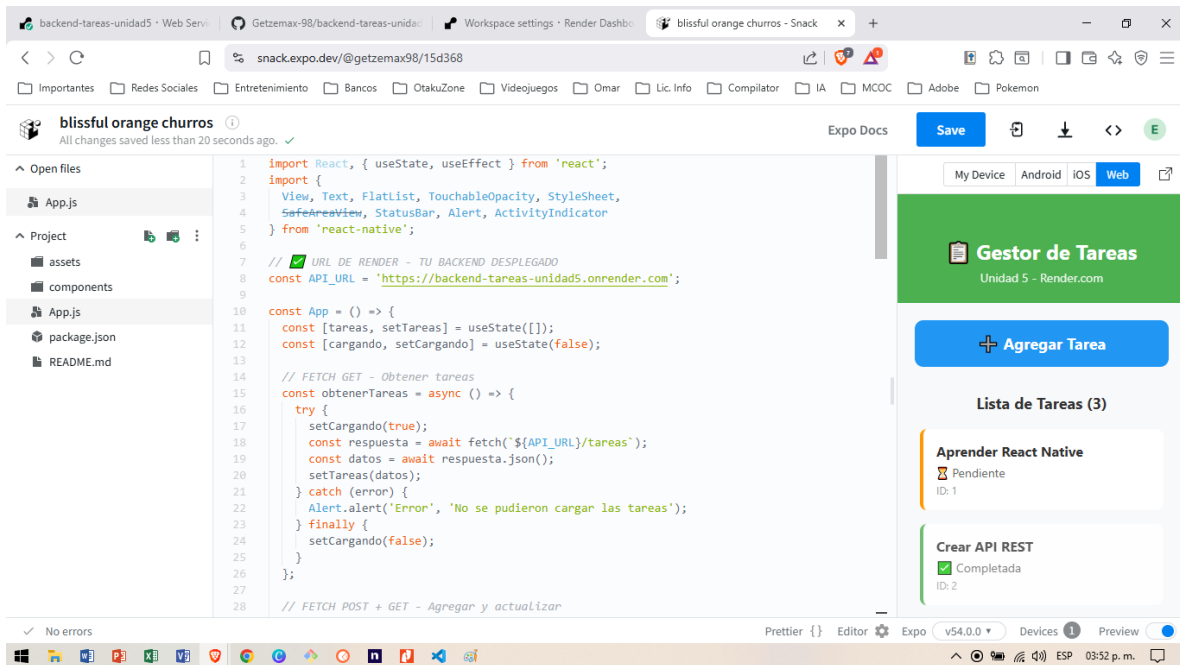 backend-tareas-unidad5 · Web Servi
Getzemax-98/backend-tareas-unidad
Workspace settings · Render Dashbo
blissful orange churros - Snack
snack.expo.dev/@getzemax98/15d368
Importantes
Redes Sociales
Entretenimiento
Bancos
OtakuZone
Videojuegos
Omar
Lic. Info
Compilator
IA
MCOC
Adobe
Pokemon
blissful orange churros
All changes saved less than 20 seconds ago.
Expo Docs
Save
E
Open files
App.js
Project
assets
components
App.js
package.json
README.md
1 import React, { useState, useEffect } from 'react';
2 import {
3 View, Text, FlatList, TouchableOpacity, StyleSheet,
4 SafeAreaView, StatusBar, Alert, ActivityIndicator
5 } from 'react-native';
6
7 // ✅ URL DE RENDER - TU BACKEND DESPLEGADO
8 const API_URL = 'https://backend-tareas-unidad5.onrender.com';
9
10 const App = () => {
11 const [tareas, setTareas] = useState([]);
12 const [cargando, setCargando] = useState(false);
13
14 // FETCH GET - Obtener tareas
15 const obtenerTareas = async () => {
16 try {
17 setCargando(true);
18 const respuesta = await fetch(`${API_URL}/tareas`);
19 const datos = await respuesta.json();
20 setTareas(datos);
21 } catch (error) {
22 Alert.alert('Error', 'No se pudieron cargar las tareas');
23 } finally {
24 setCargando(false);
25 }
26 };
27
28 // FETCH POST + GET - Agregar y actualizar
My Device
Android
iOS
Web
📋 Gestor de Tareas
Unidad 5 - Render.com
➕ Agregar Tarea
Lista de Tareas (3)
Aprender React Native
⏳ Pendiente
ID: 1
Crear API REST
✅ Completada
ID: 2
No errors
Prettier {}
Editor
Expo
v54.0.0
Devices 1
Preview
ESP
03:52 p. m.